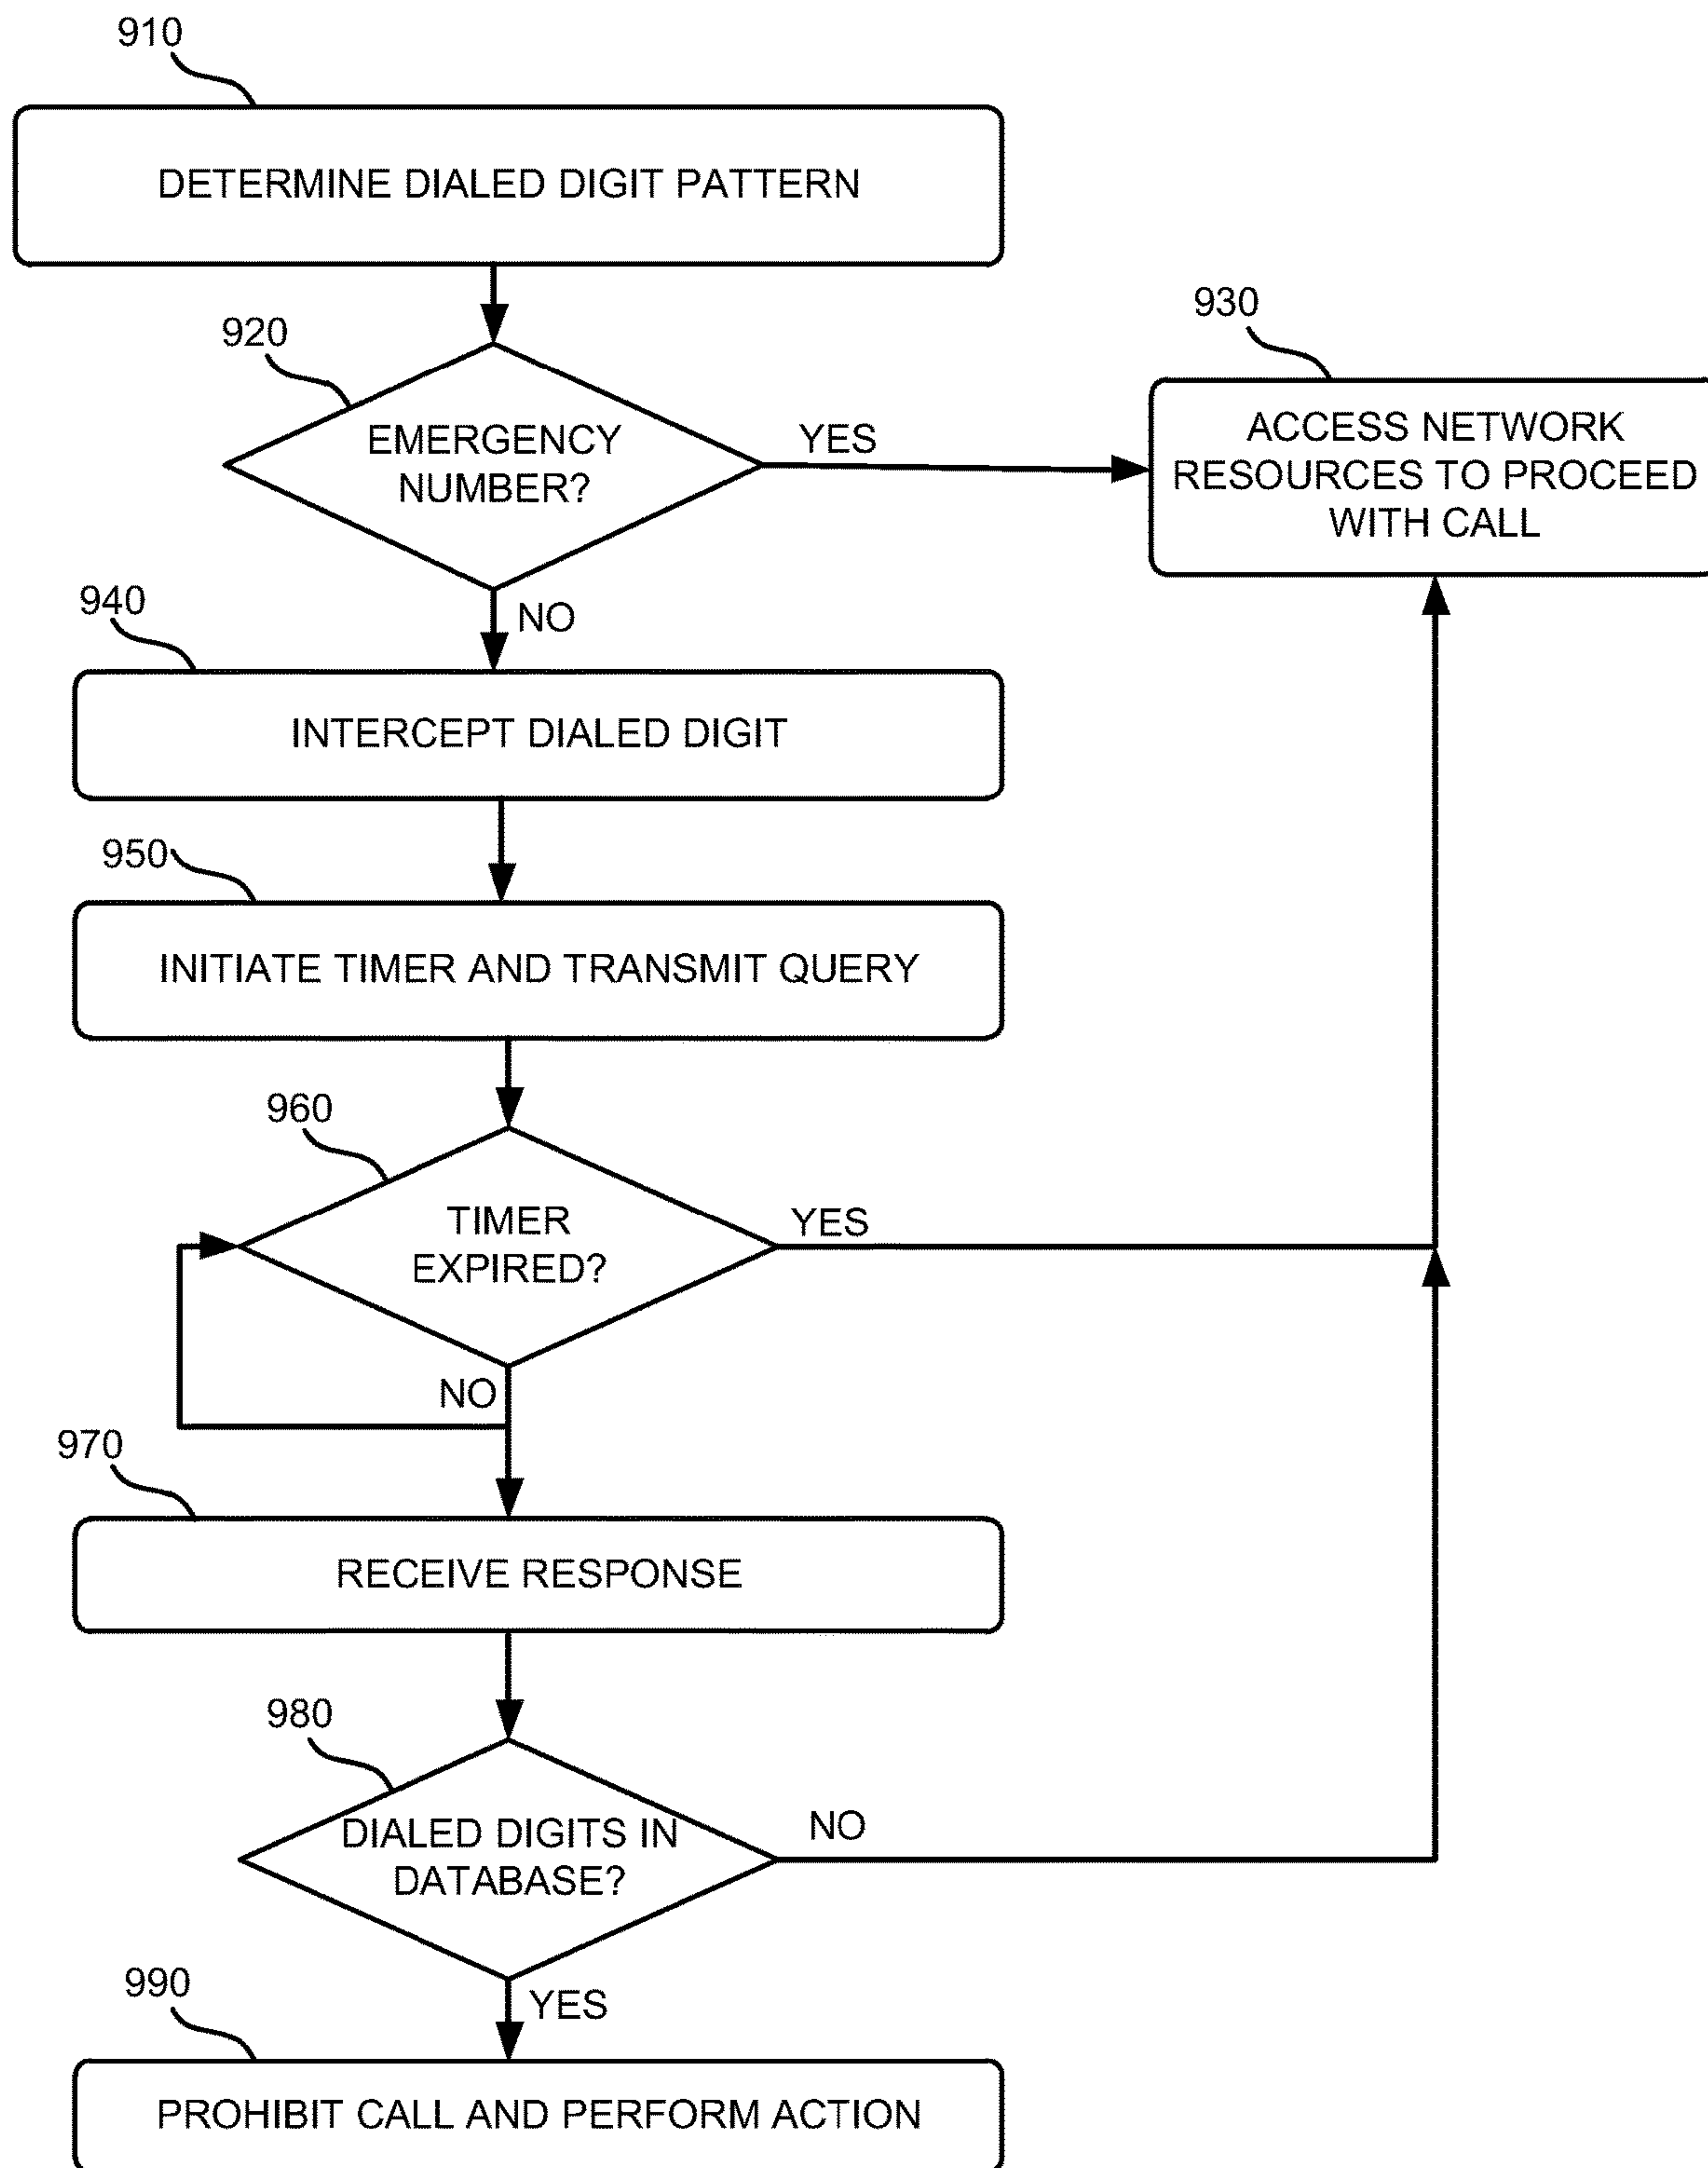 910
DETERMINE DIALED DIGIT PATTERN
920
EMERGENCY
NUMBER?
YES
930
ACCESS NETWORK
RESOURCES TO PROCEED
WITH CALL
NO
940
INTERCEPT DIALED DIGIT
950
INITIATE TIMER AND TRANSMIT QUERY
960
TIMER
EXPIRED?
YES
NO
970
RECEIVE RESPONSE
980
DIALED DIGITS IN
DATABASE?
NO
YES
990
PROHIBIT CALL AND PERFORM ACTION